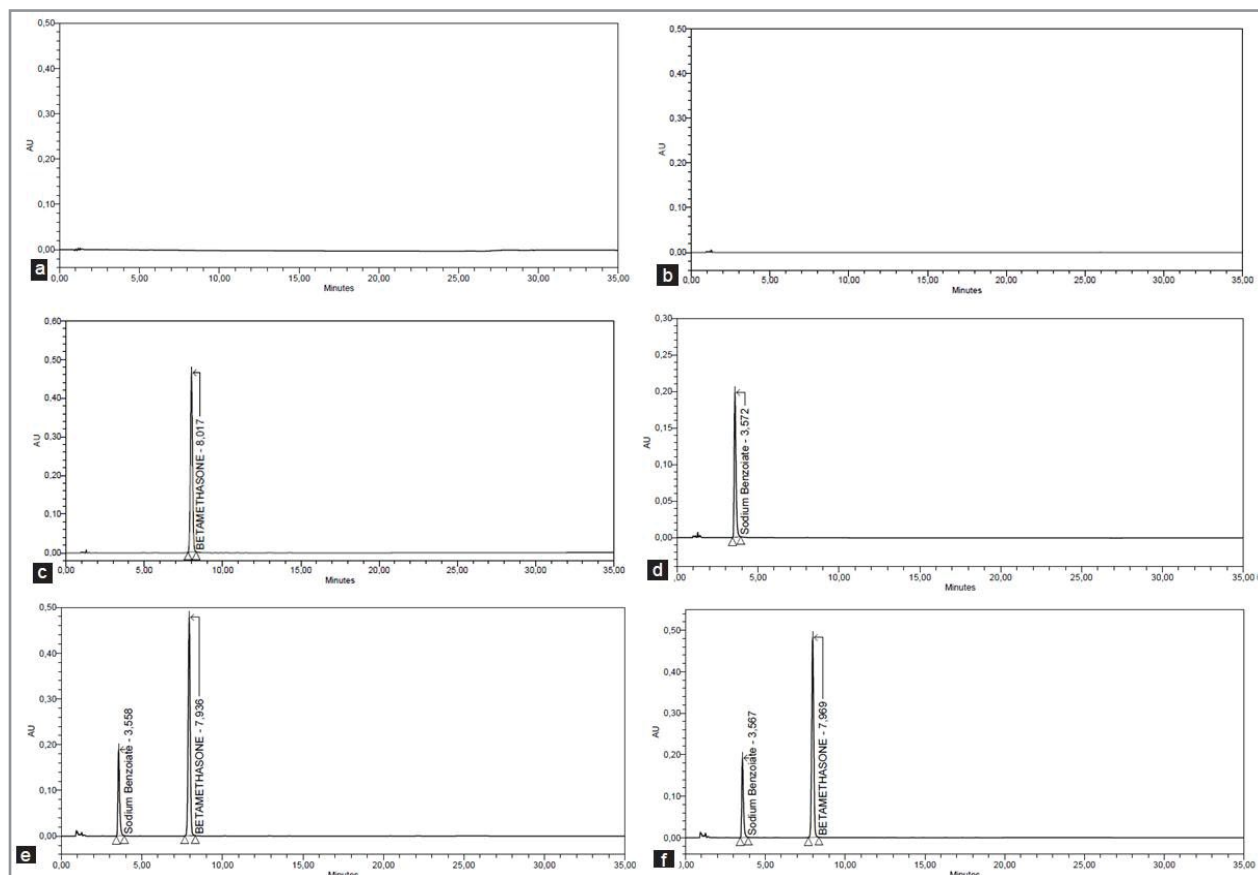 0,50
0,40
0,30
AU
0,20
0,10
0,00
0,00 5,00 10,00 15,00 20,00 25,00 30,00 35,00
Minutes
a
0,50
0,40
0,30
AU
0,20
0,10
0,00
0,00 5,00 10,00 15,00 20,00 25,00 30,00 35,00
Minutes
b
0,60
0,50
0,40
0,30
AU
0,20
0,10
0,00
BETAMETHASONE - 8,017
0,00 5,00 10,00 15,00 20,00 25,00 30,00 35,00
Minutes
c
0,30
0,25
0,20
0,15
AU
0,10
0,05
0,00
Sodium Benzoiate - 3,572
,00 5,00 10,00 15,00 20,00 25,00 30,00 35,00
Minutes
d
0,50
0,40
0,30
AU
0,20
0,10
0,00
Sodium Benzoiate - 3,558
BETAMETHASONE - 7,936
0,00 5,00 10,00 15,00 20,00 25,00 30,00 35,00
Minutes
e
0,50
0,40
0,30
AU
0,20
0,10
0,00
Sodium Benzoiate - 3,567
BETAMETHASONE - 7,969
0,00 5,00 10,00 15,00 20,00 25,00 30,00 35,00
Minutes
f